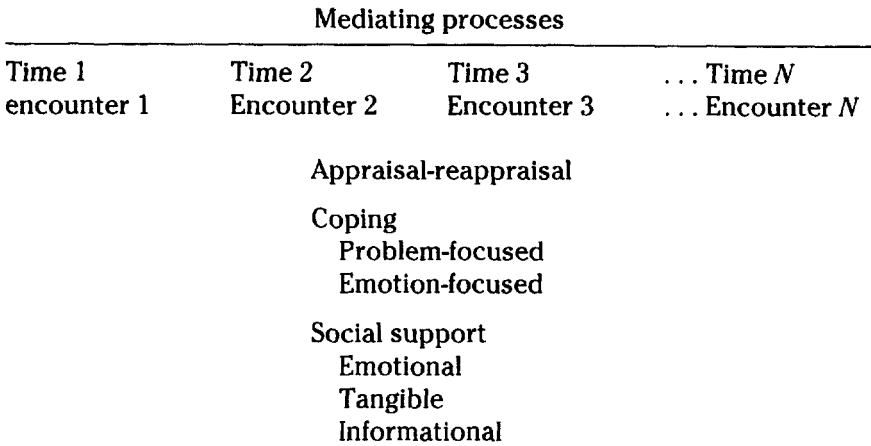 Mediating processes
Time 1 Time 2 Time 3 ... Time N
encounter 1 Encounter 2 Encounter 3 ... Encounter N
Appraisal-reappraisal
Coping
Problem-focused
Emotion-focused
Social support
Emotional
Tangible
Informational